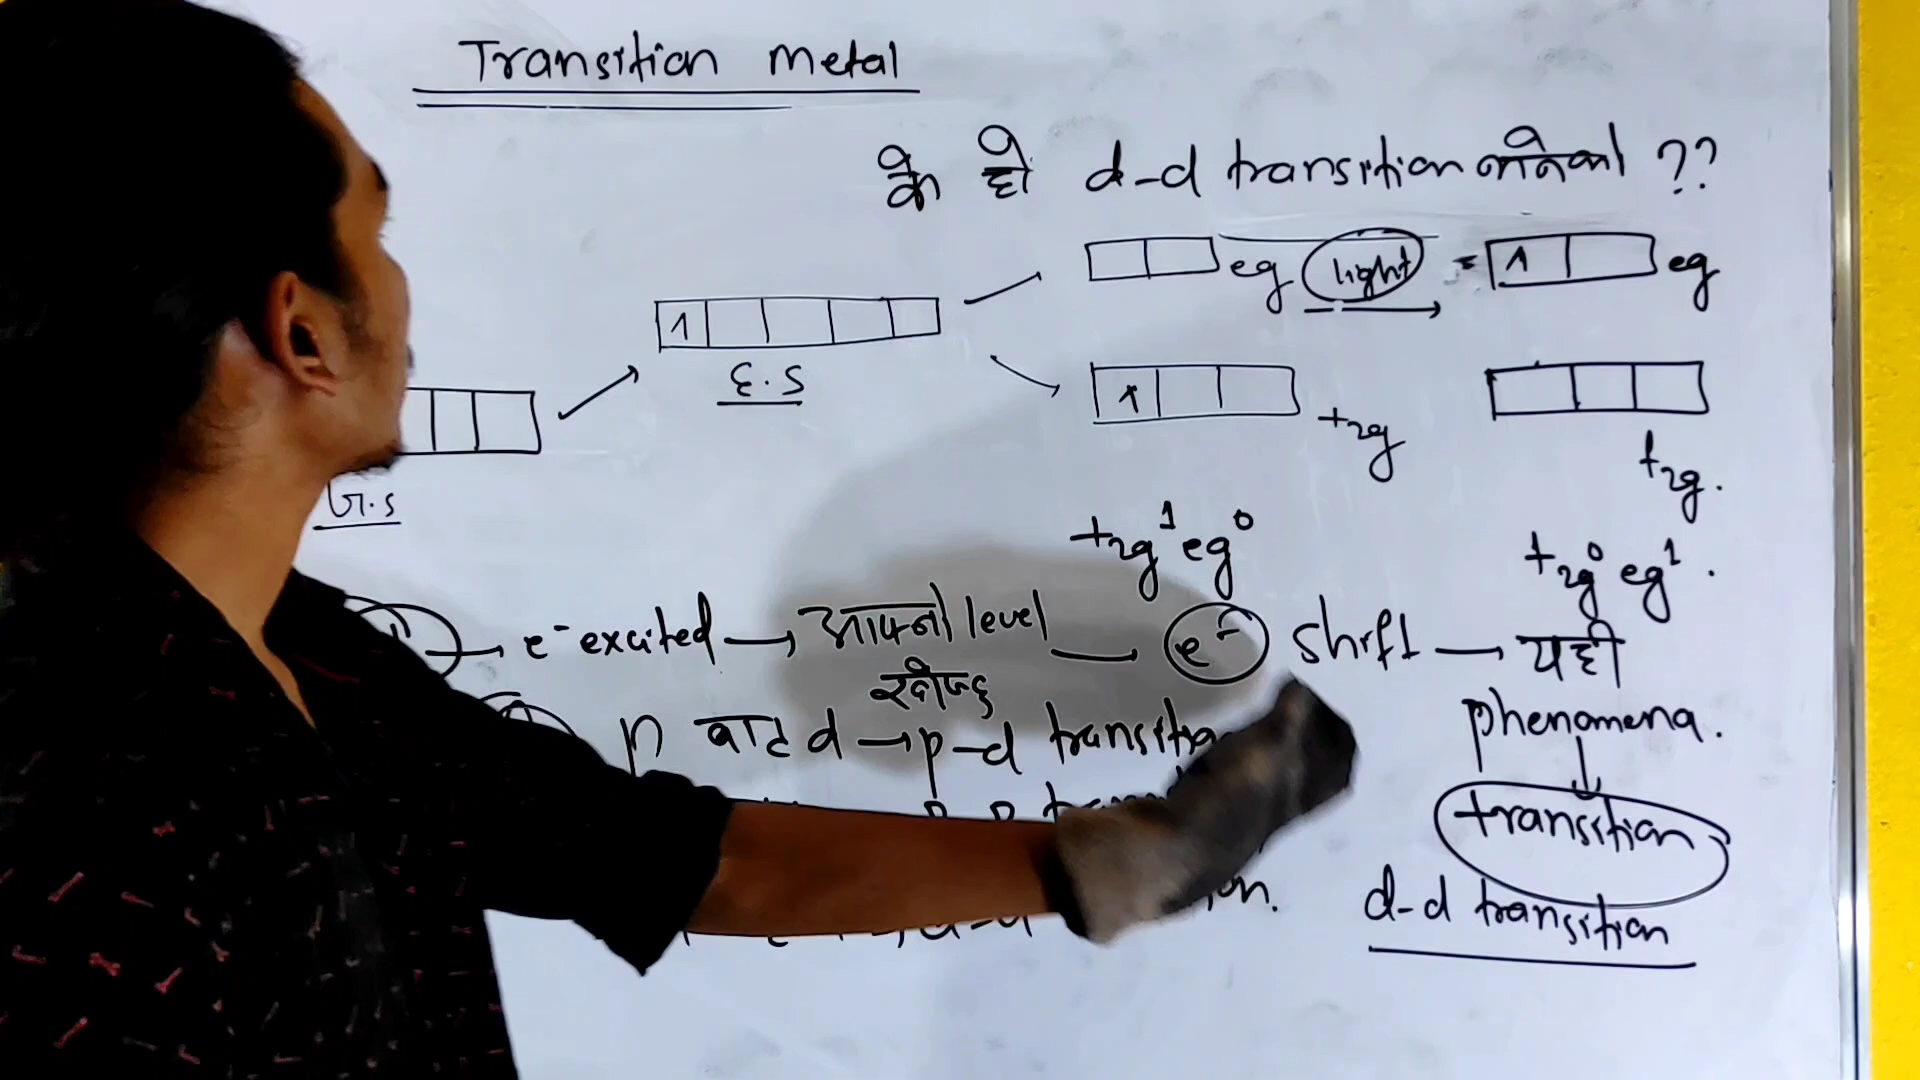 Transition metal
के हो d-d transition भनेको ??
eg light = 1 eg
1
E.S
1 t2g
t2g.
G.S
t2g¹ eg⁰
t2g⁰ eg¹.
e⁻ excited → आफ्नो level → e⁻ shift → यही
खोज्छ
phenomena.
p बाट d → p-d
transition
d-d transition